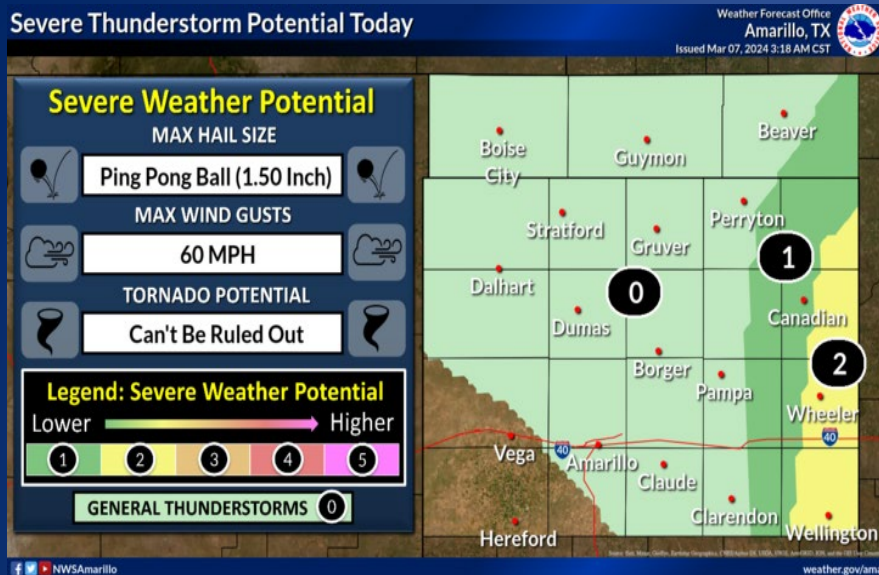 Severe Thunderstorm Potential Today
Weather Forecast Office
Amarillo, TX
Issued Mar 07, 2024 3:18 AM CST
Severe Weather Potential
MAX HAIL SIZE
Ping Pong Ball (1.50 Inch)
MAX WIND GUSTS
60 MPH
TORNADO POTENTIAL
Can't Be Ruled Out
Legend: Severe Weather Potential
Lower Higher
1 2 3 4 5
GENERAL THUNDERSTORMS 0
Boise City
Guymon
Beaver
Stratford
Gruver
Perryton
1
Dalhart
0
Dumas
Canadian
Borger
Pampa
2
Wheeler
40
Vega
40
Amarillo
Claude
Clarendon
Hereford
Wellington
NWSAmarillo
weather.gov/ama